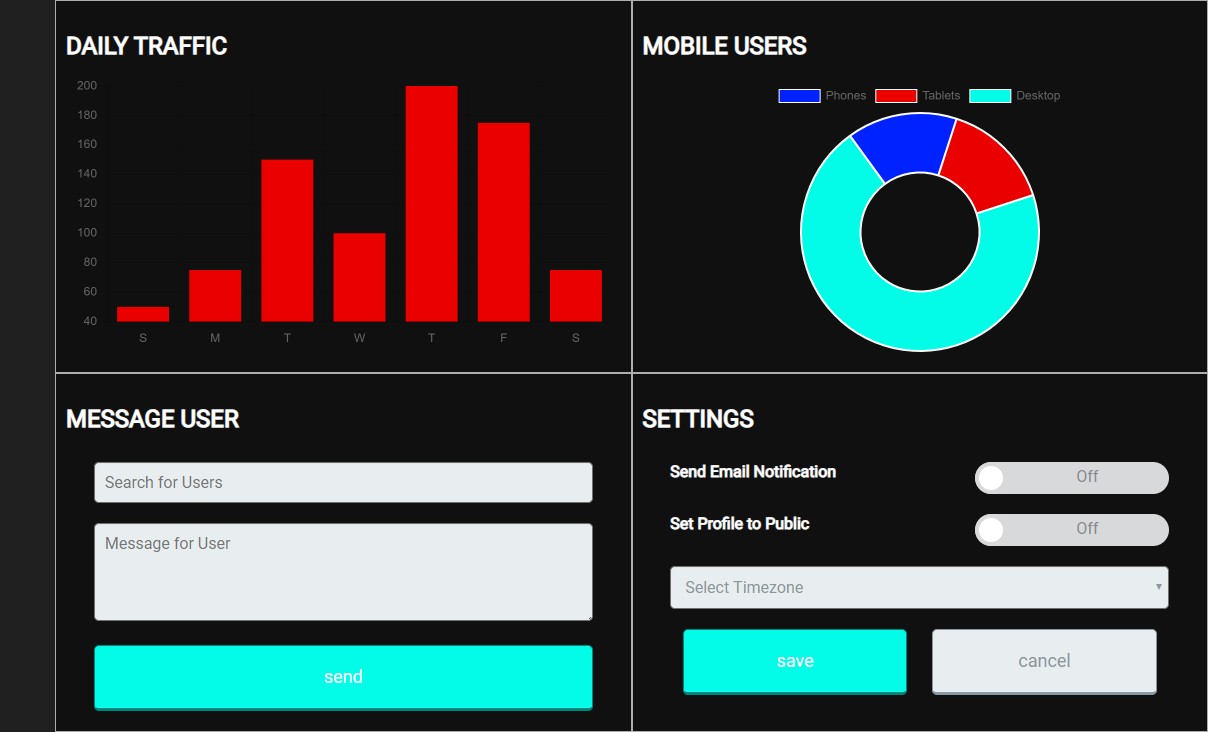 DAILY TRAFFIC
200
180
160
140
120
100
80
60
40
S M T W T F S
MOBILE USERS
Phones Tablets Desktop
MESSAGE USER
Search for Users
Message for User
send
SETTINGS
Send Email Notification Off
Set Profile to Public Off
Select Timezone
save cancel